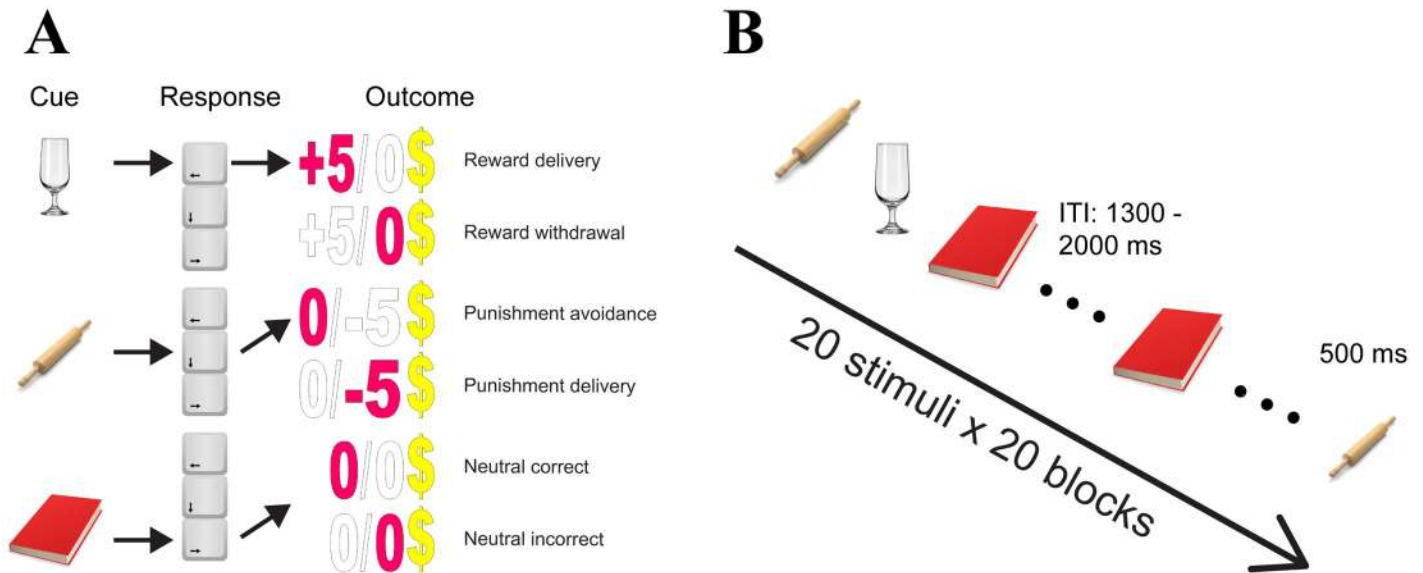 A
Cue Response Outcome
←
↓
→
+5/0$ Reward delivery
+5/0$ Reward withdrawal
←
↓
→
0/-5$ Punishment avoidance
0/-5$ Punishment delivery
←
↓
→
0/0$ Neutral correct
0/0$ Neutral incorrect
B
ITI: 1300 -
2000 ms
500 ms
20 stimuli x 20 blocks